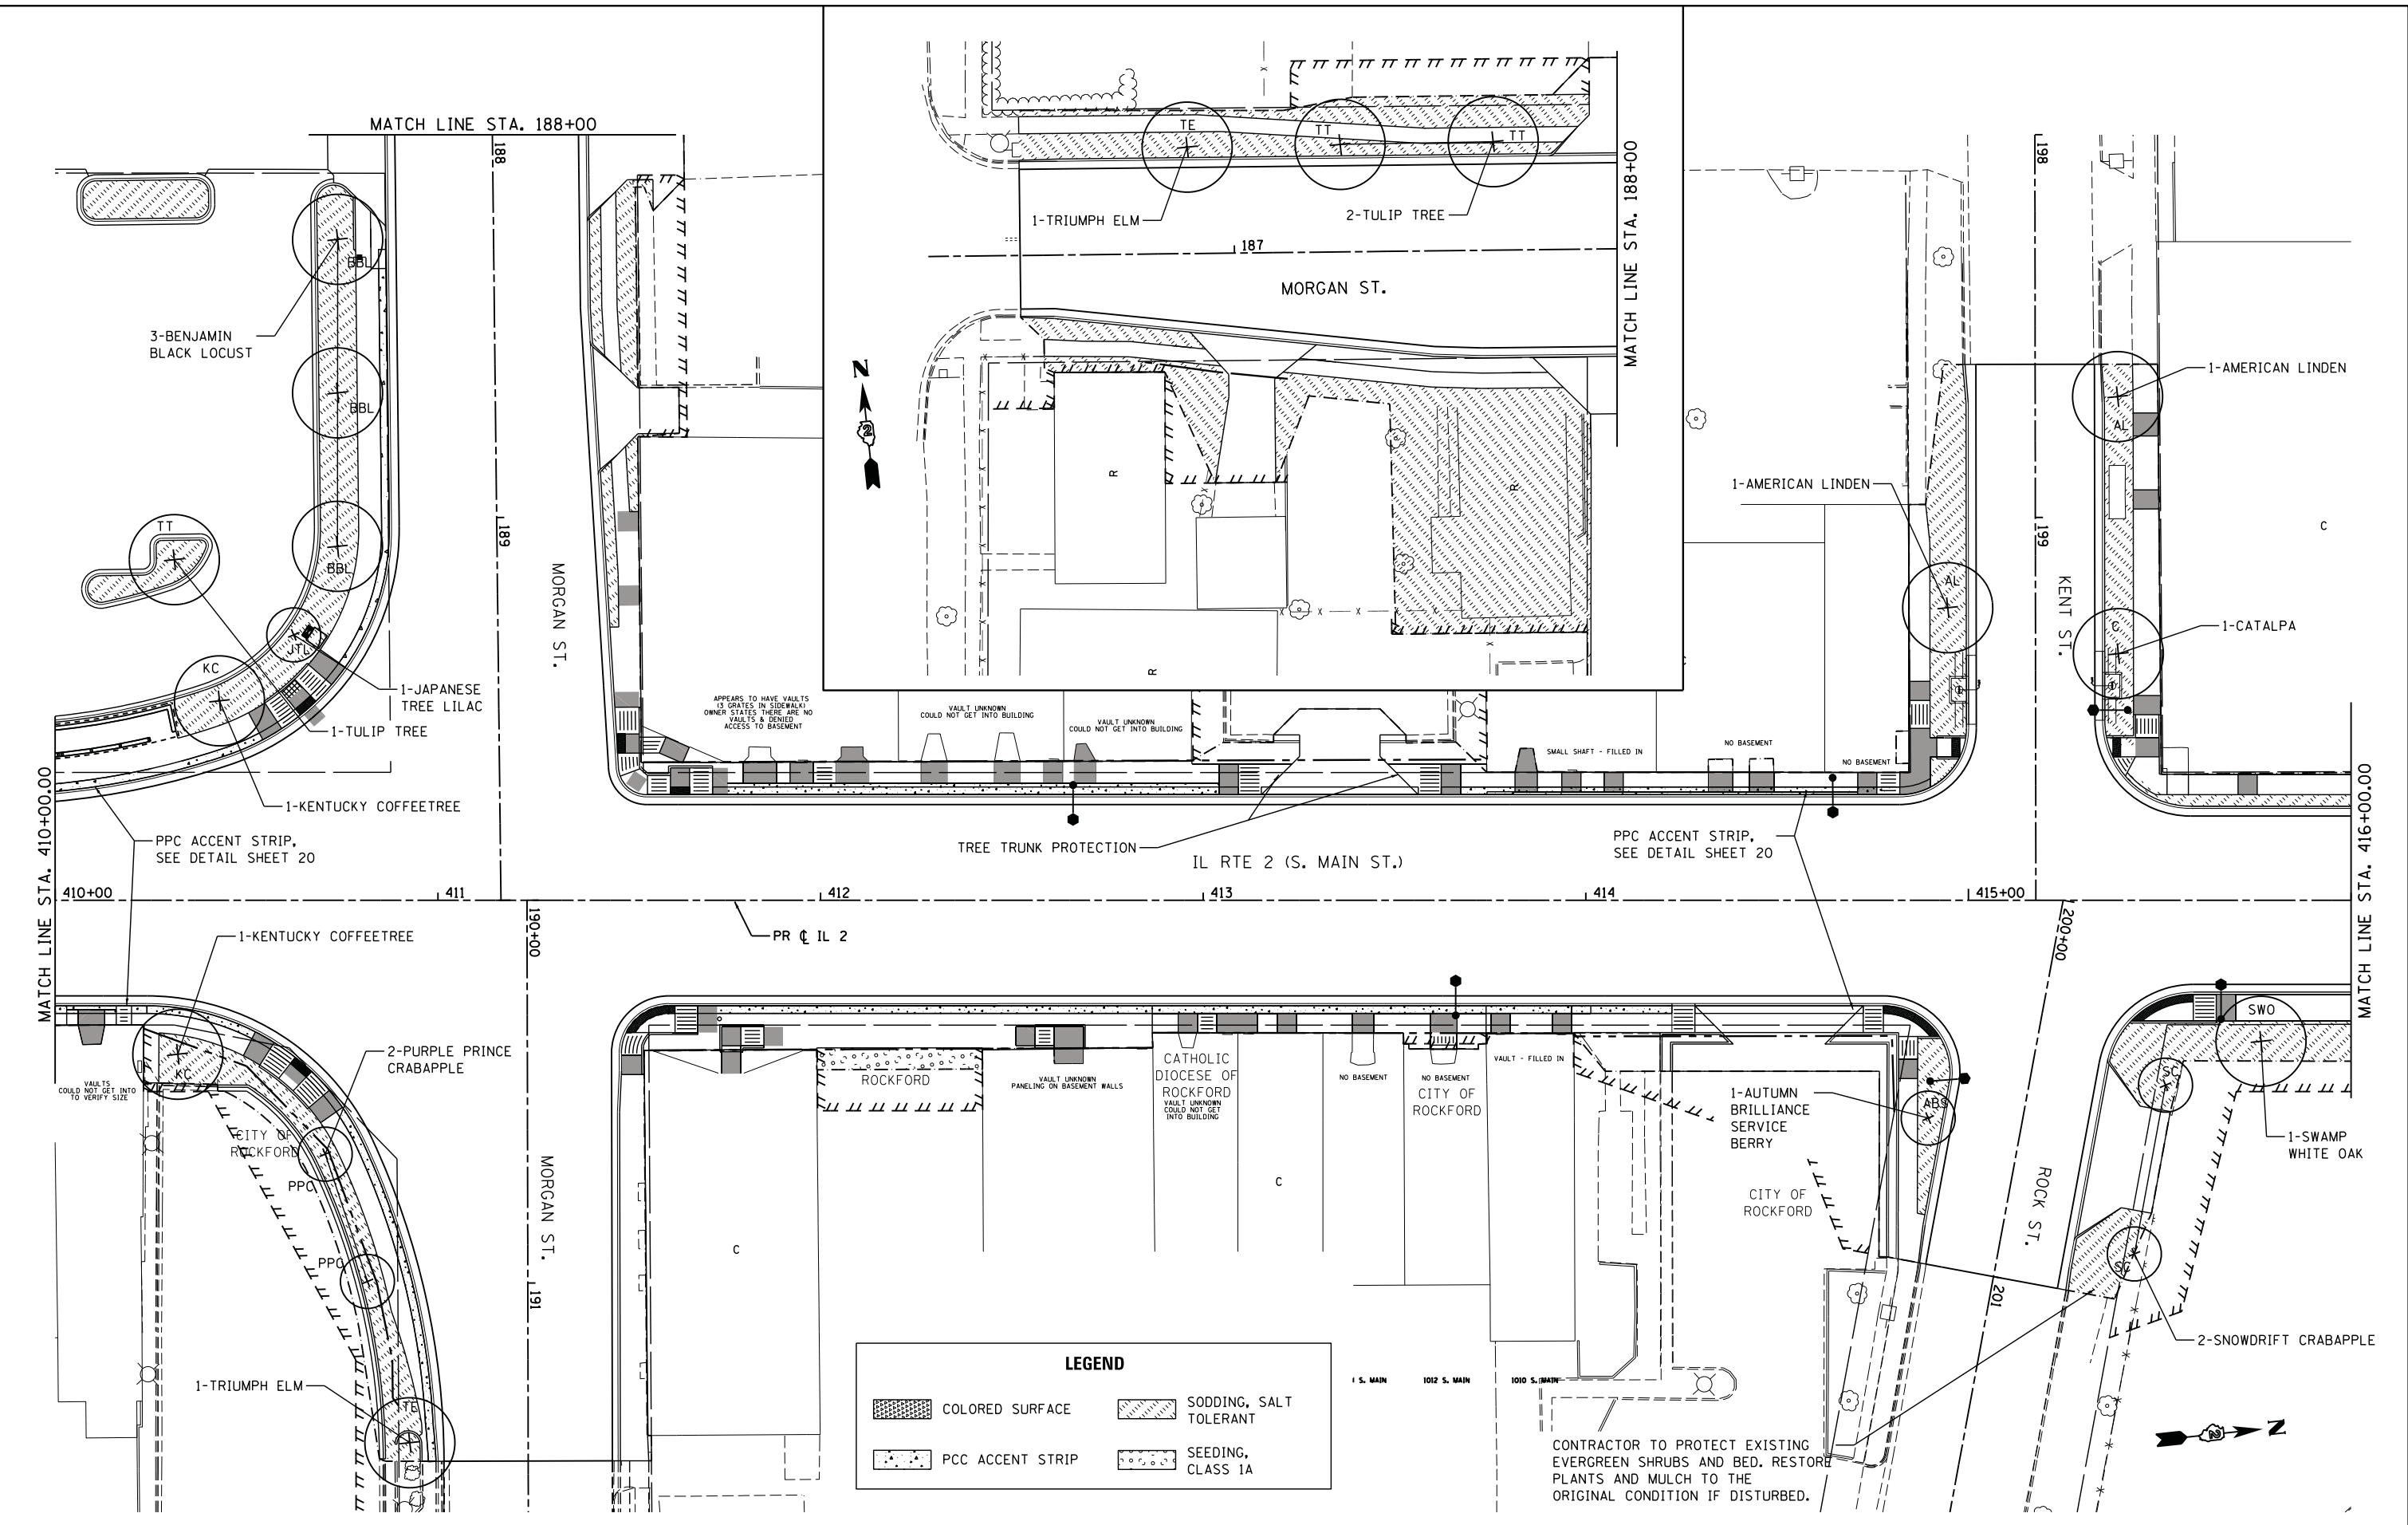 MATCH LINE STA. 188+00
188
3-BENJAMIN
BLACK LOCUST
BBL
BBL
BBL
TT
JTL
KC
1-JAPANESE
TREE LILAC
1-TULIP TREE
1-KENTUCKY COFFEETREE
PPC ACCENT STRIP,
SEE DETAIL SHEET 20
189
MORGAN ST.
TE
TT
TT
1-TRIUMPH ELM
2-TULIP TREE
187
MORGAN ST.
MATCH LINE STA. 188+00
N
2
R
R
R
198
1-AMERICAN LINDEN
AL
1-AMERICAN LINDEN
AL
C
199
KENT ST.
C
1-CATALPA
APPEARS TO HAVE VAULTS
(3 GRATES IN SIDEWALK)
OWNER STATES THERE ARE NO
VAULTS & DENIED
ACCESS TO BASEMENT
VAULT UNKNOWN
COULD NOT GET INTO BUILDING
VAULT UNKNOWN
COULD NOT GET INTO BUILDING
SMALL SHAFT - FILLED IN
NO BASEMENT
NO BASEMENT
TREE TRUNK PROTECTION
IL RTE 2 (S. MAIN ST.)
PPC ACCENT STRIP,
SEE DETAIL SHEET 20
MATCH LINE STA. 410+00.00
410+00
411
412
413
414
415+00
MATCH LINE STA. 416+00.00
1-KENTUCKY COFFEETREE
190+00
PR ℄ IL 2
200+00
KC
VAULTS
COULD NOT GET INTO
TO VERIFY SIZE
2-PURPLE PRINCE
CRABAPPLE
CITY OF
ROCKFORD
PPC
PPC
1-TRIUMPH ELM
TE
MORGAN ST.
191
C
ROCKFORD
VAULT UNKNOWN
PANELING ON BASEMENT WALLS
CATHOLIC
DIOCESE OF
ROCKFORD
VAULT UNKNOWN
COULD NOT GET
INTO BUILDING
C
NO BASEMENT
NO BASEMENT
CITY OF
ROCKFORD
VAULT - FILLED IN
1-AUTUMN
BRILLIANCE
SERVICE
BERRY
ABS
CITY OF
ROCKFORD
ROCK ST.
201
SWO
SC
1-SWAMP
WHITE OAK
SC
2-SNOWDRIFT CRABAPPLE
LEGEND
COLORED SURFACE
SODDING, SALT
TOLERANT
PCC ACCENT STRIP
SEEDING,
CLASS 1A
1 S. MAIN
1012 S. MAIN
1010 S. MAIN
CONTRACTOR TO PROTECT EXISTING
EVERGREEN SHRUBS AND BED. RESTORE
PLANTS AND MULCH TO THE
ORIGINAL CONDITION IF DISTURBED.
2
N